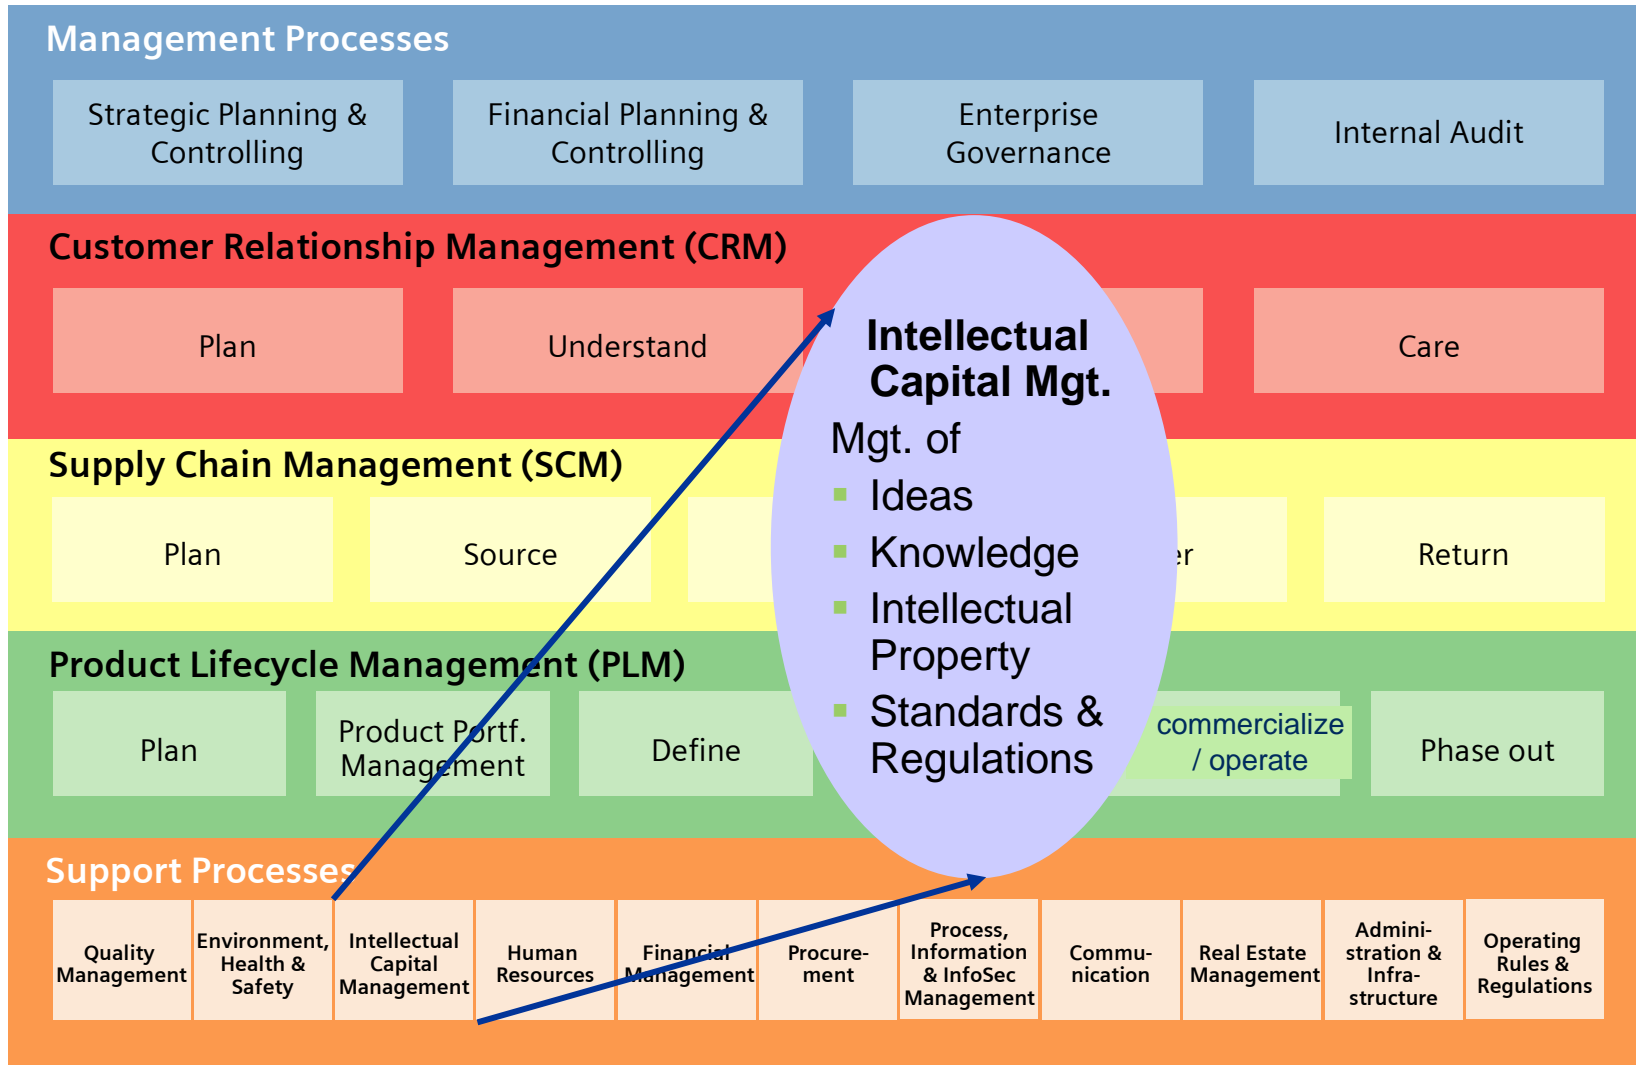 Management Processes
Strategic Planning &
Controlling
Financial Planning &
Controlling
Enterprise
Governance
Internal Audit
Customer Relationship Management (CRM)
Plan
Understand
Care
Supply Chain Management (SCM)
Plan
Source
er
Return
Product Lifecycle Management (PLM)
Plan
Product Portf.
Management
Define
commercialize
/ operate
Phase out
Intellectual
Capital Mgt.
Mgt. of
▪ Ideas
▪ Knowledge
▪ Intellectual
Property
▪ Standards &
Regulations
Support Processes
Quality
Management
Environment,
Health &
Safety
Intellectual
Capital
Management
Human
Resources
Financial
Management
Procure-
ment
Process,
Information
& InfoSec
Management
Commu-
nication
Real Estate
Management
Admini-
stration &
Infra-
structure
Operating
Rules &
Regulations